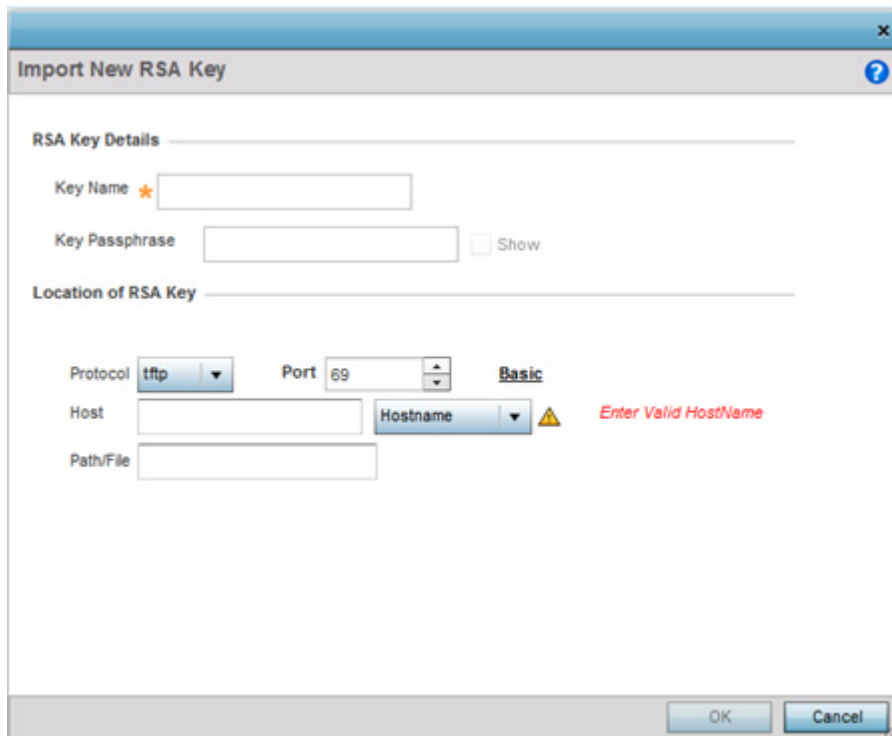 Import New RSA Key
RSA Key Details
Key Name
Key Passphrase Show
Location of RSA Key
Protocol tftp Port 69 Basic
Host Hostname Enter Valid HostName
Path/File
OK Cancel